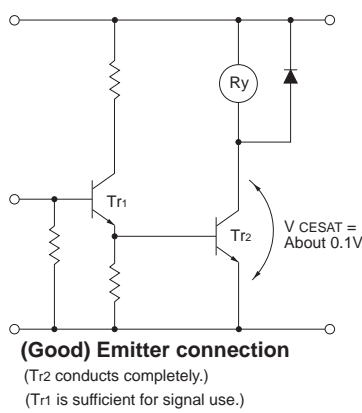 Ry
Tr1
Tr2
V CESAT =
About 0.1V
(Good) Emitter connection
(Tr2 conducts completely.)
(Tr1 is sufficient for signal use.)